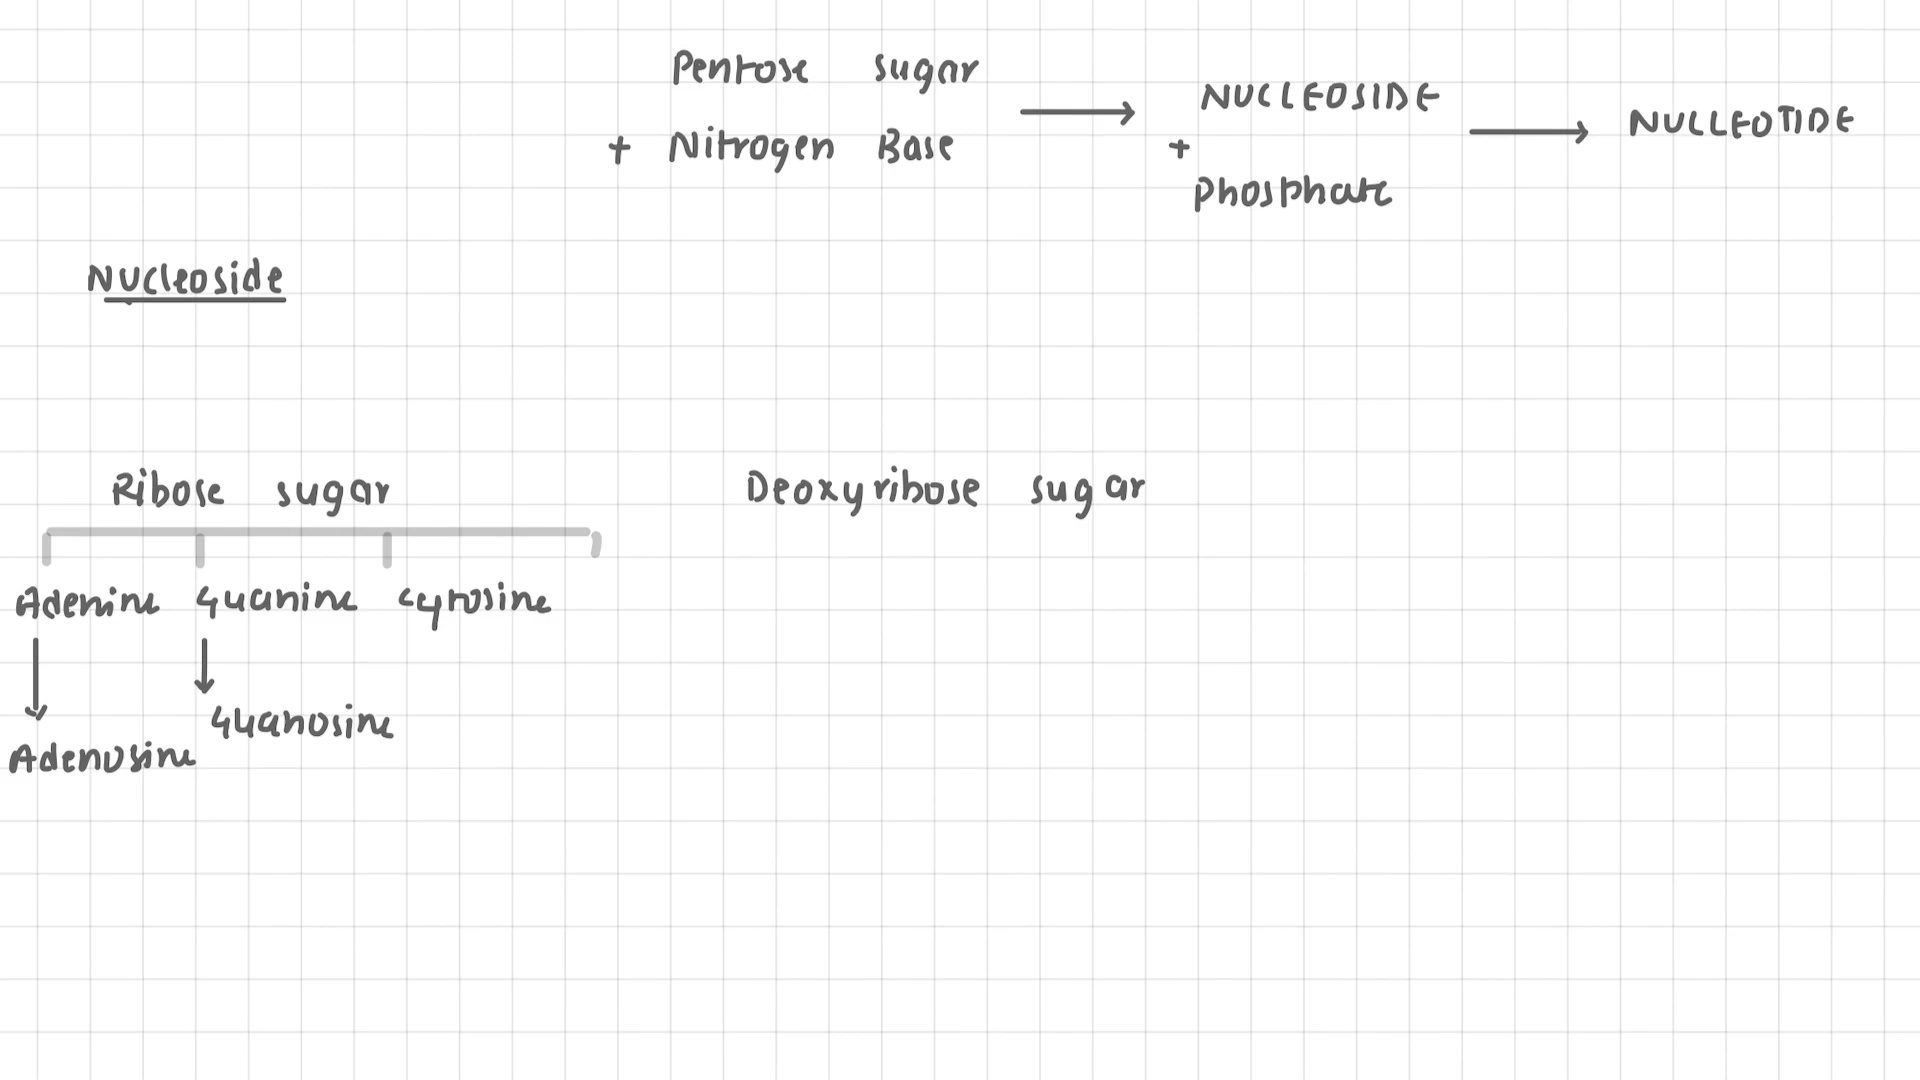 Pentose sugar
+ Nitrogen Base
NUCLEOSIDE
+
phosphate
NUCLEOTIDE
Nucleoside
Ribose sugar
Deoxyribose sugar
Adenine Guanine cytosine
Guanosine
Adenosine